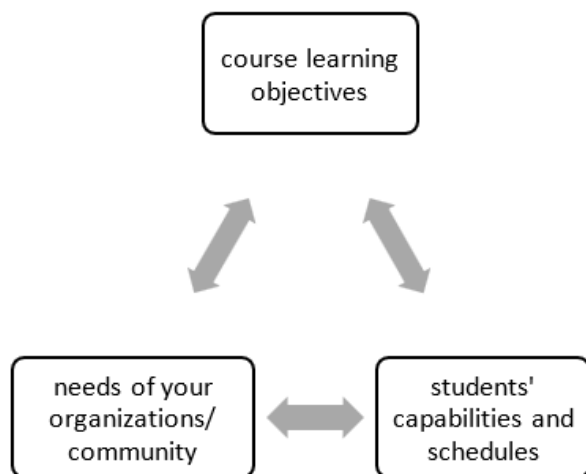 course learning
objectives
needs of your
organizations/
community
students'
capabilities and
schedules